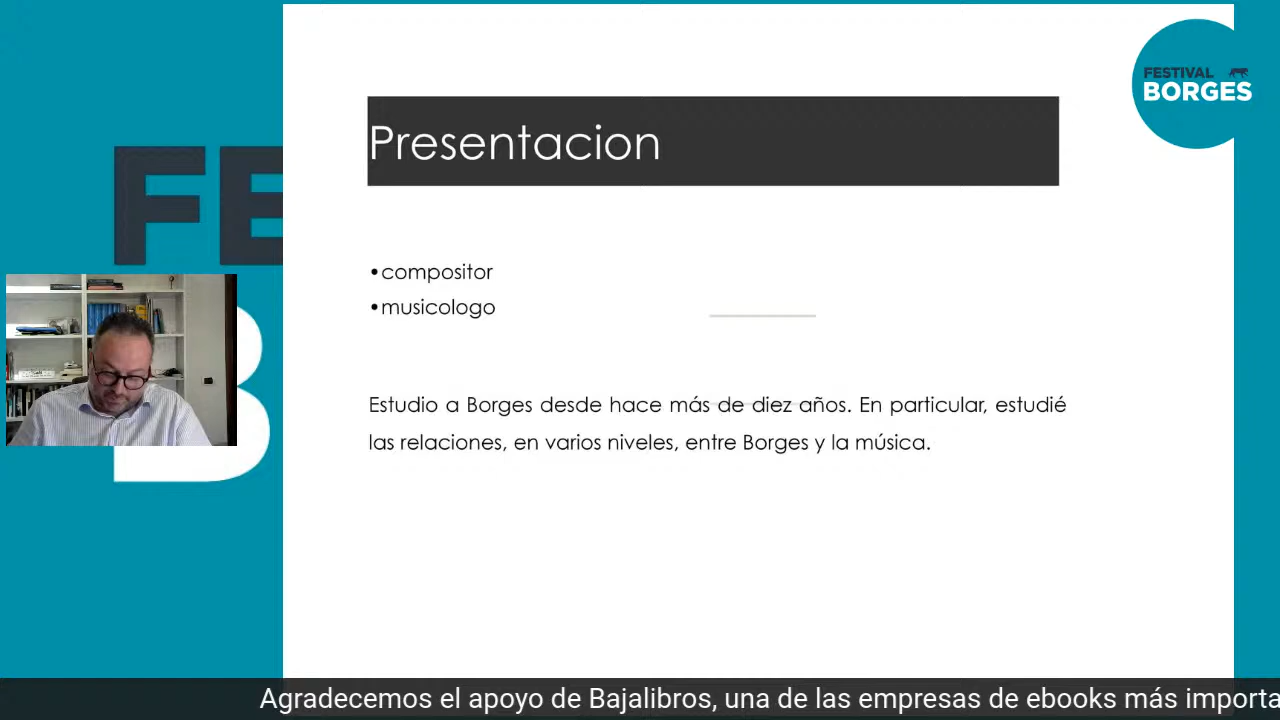 FESTIVAL
BORGES
Presentacion
•compositor
•musicologo
Estudio a Borges desde hace más de diez años. En particular, estudié
las relaciones, en varios niveles, entre Borges y la música.
FE
B
Agradecemos el apoyo de Bajalibros, una de las empresas de ebooks más importa